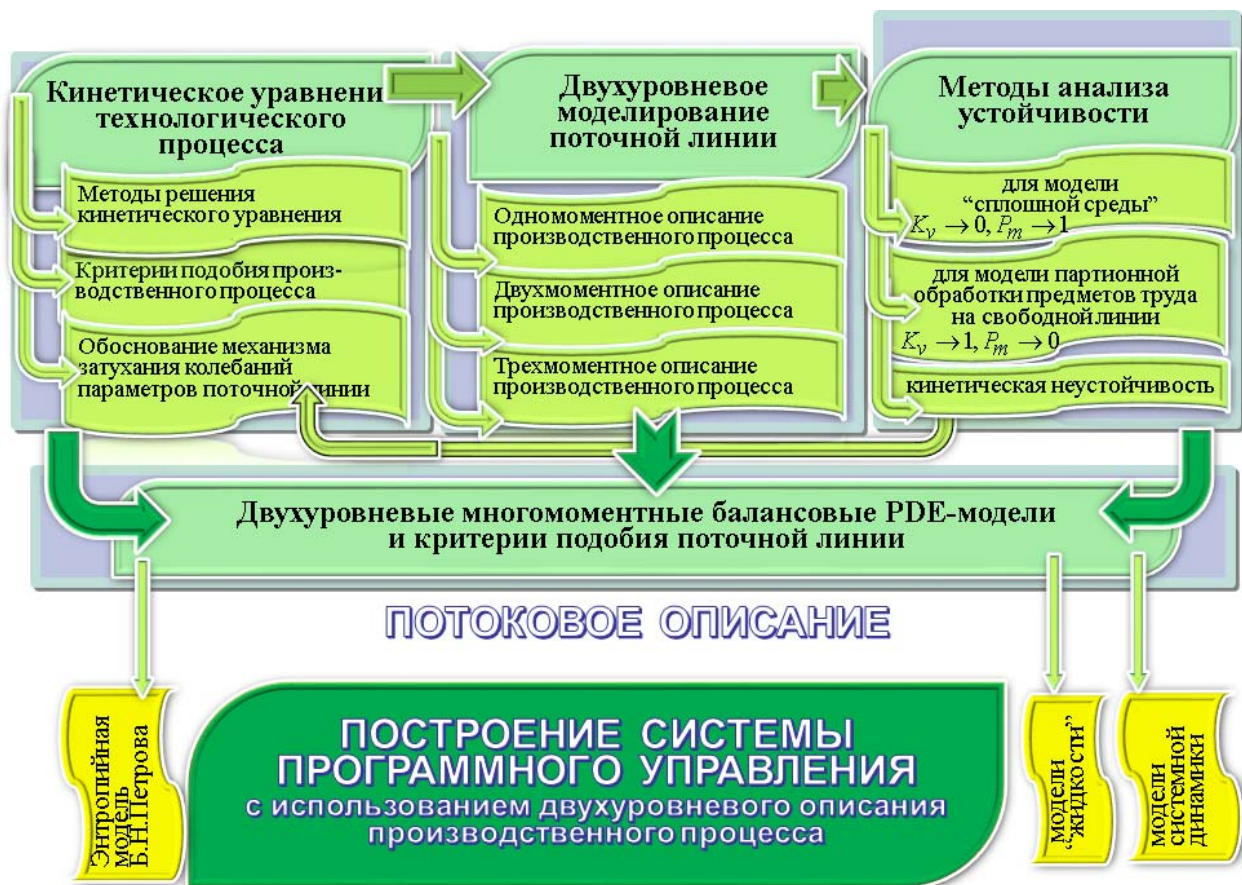 Кинетическое уравнени
технологического
процесса
Методы решения
кинетического уравнения
Критерии подобия произ-
водственного процесса
Обоснование механизма
затухания колебаний
параметров поточной линии
Двухуровневое
моделирование
поточной линии
Одномоментное описание
производственного процесса
Двухмоментное описание
производственного процесса
Трехмоментное описание
производственного процесса
Методы анализа
устойчивости
для модели
“сплошной среды”
K_v → 0, P_m → 1
для модели партионной
обработки предметов труда
на свободной линии
K_v → 1, P_m → 0
кинетическая неустойчивость
Двухуровневые многомоментные балансовые PDE-модели
и критерии подобия поточной линии
ПОТОКОВОЕ ОПИСАНИЕ
Энтропийная
модель
Б.Н.Петрова
ПОСТРОЕНИЕ СИСТЕМЫ
ПРОГРАММНОГО УПРАВЛЕНИЯ
с использованием двухуровневого описания
производственного процесса
модели
“жидкости”
модели
системной
динамики